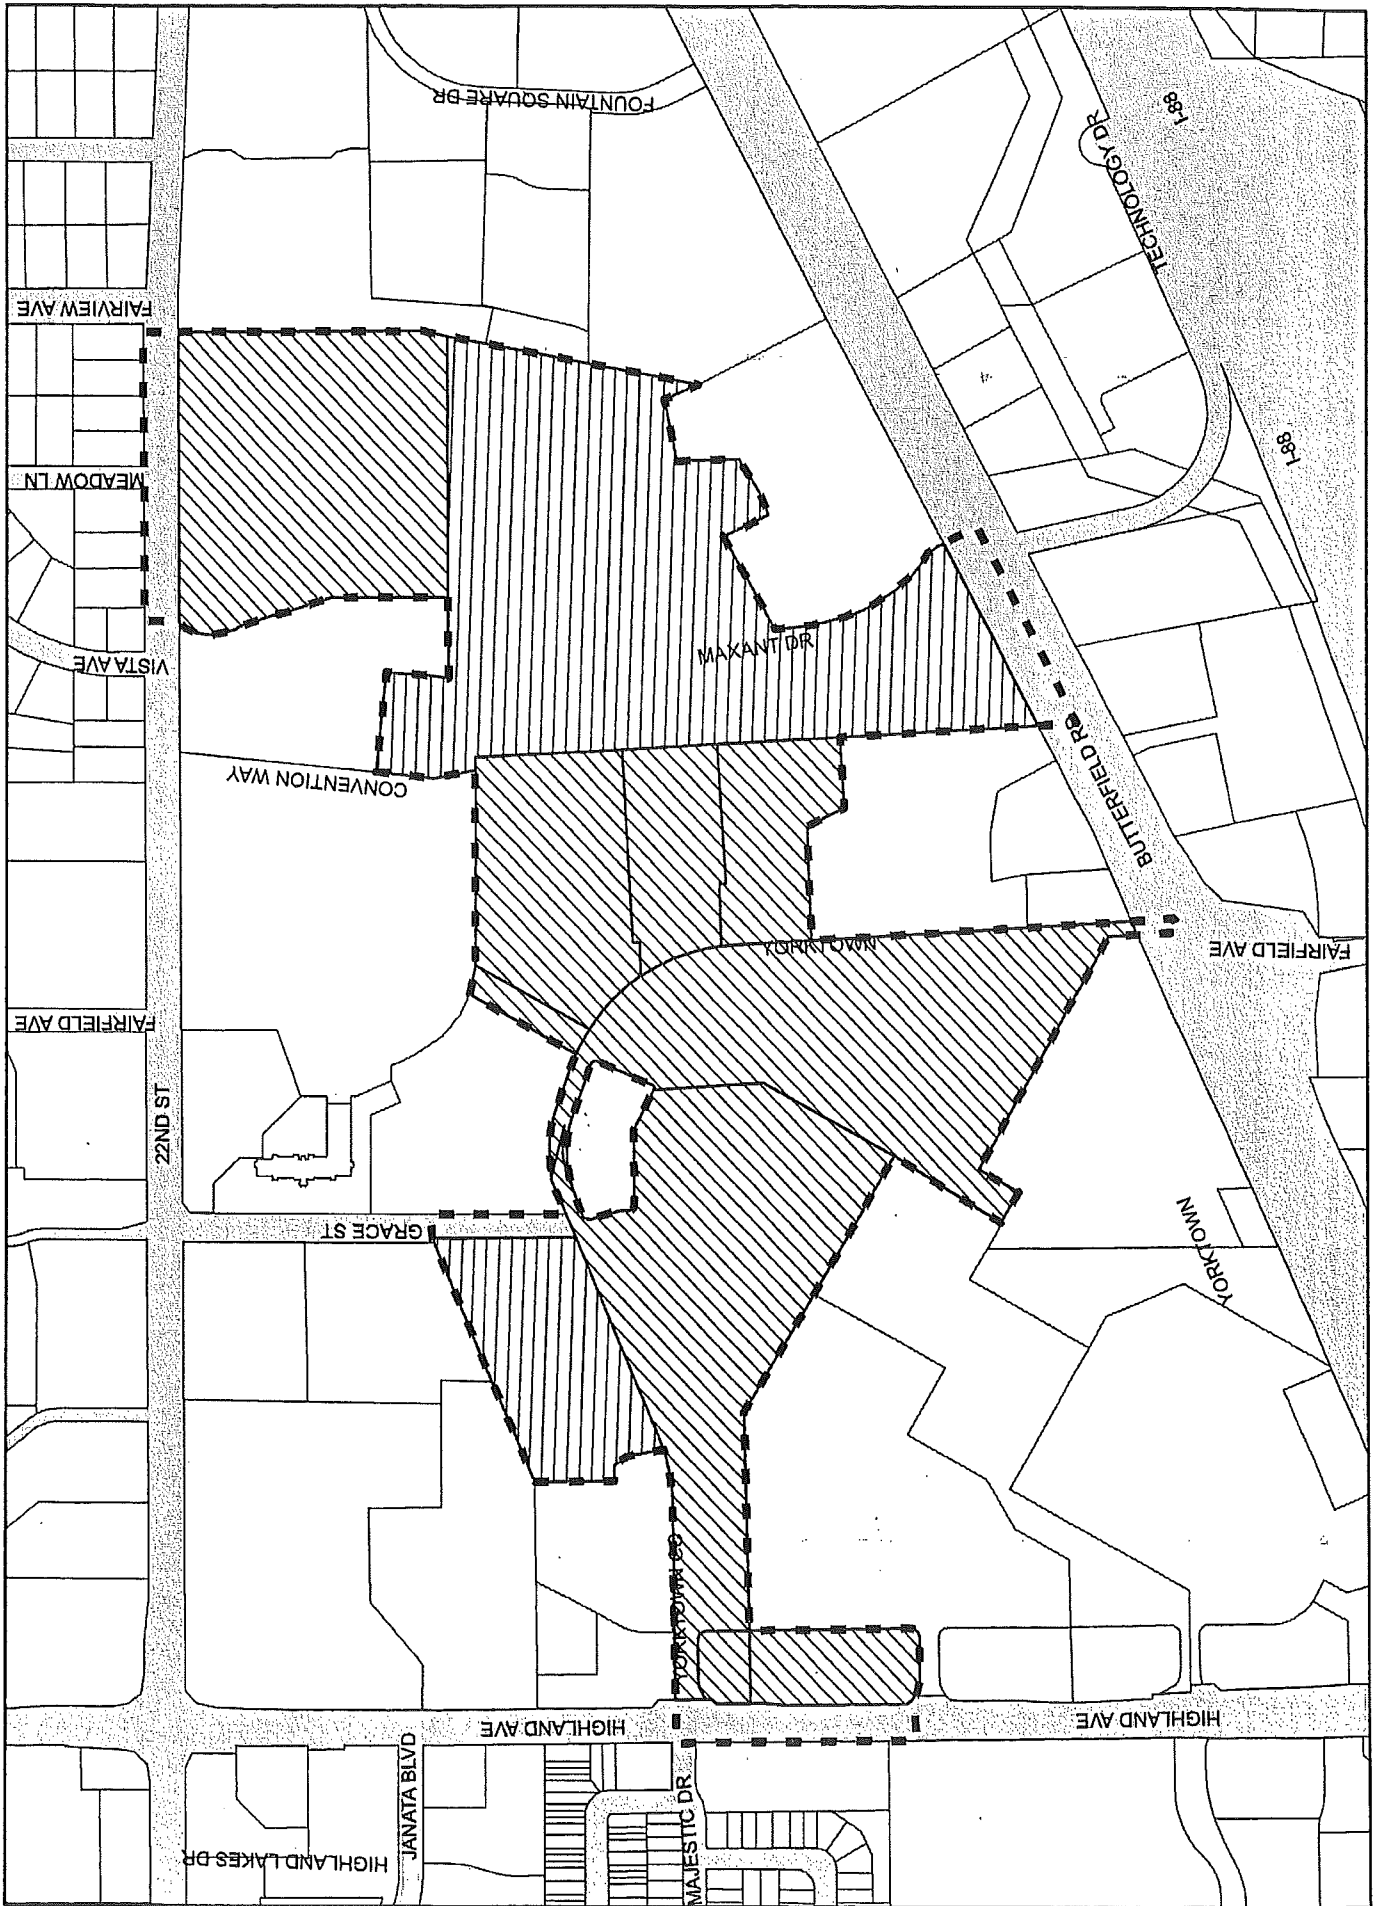 FOUNTAIN SQUARE DR
I-88
TECHNOLOGY DR
FAIRVIEW AVE
I-88
MEADOW LN
VISTA AVE
MAXANT DR
CONVENTION WAY
BUTTERFIELD RD
YORKTOWN
FAIRFIELD AVE
FAIRFIELD AVE
22ND ST
GRACE ST
YORKTOWN
YORKTOWN CC
HIGHLAND AVE
HIGHLAND AVE
JANATA BLVD
MAJESTIC DR
HIGHLAND LAKES DR